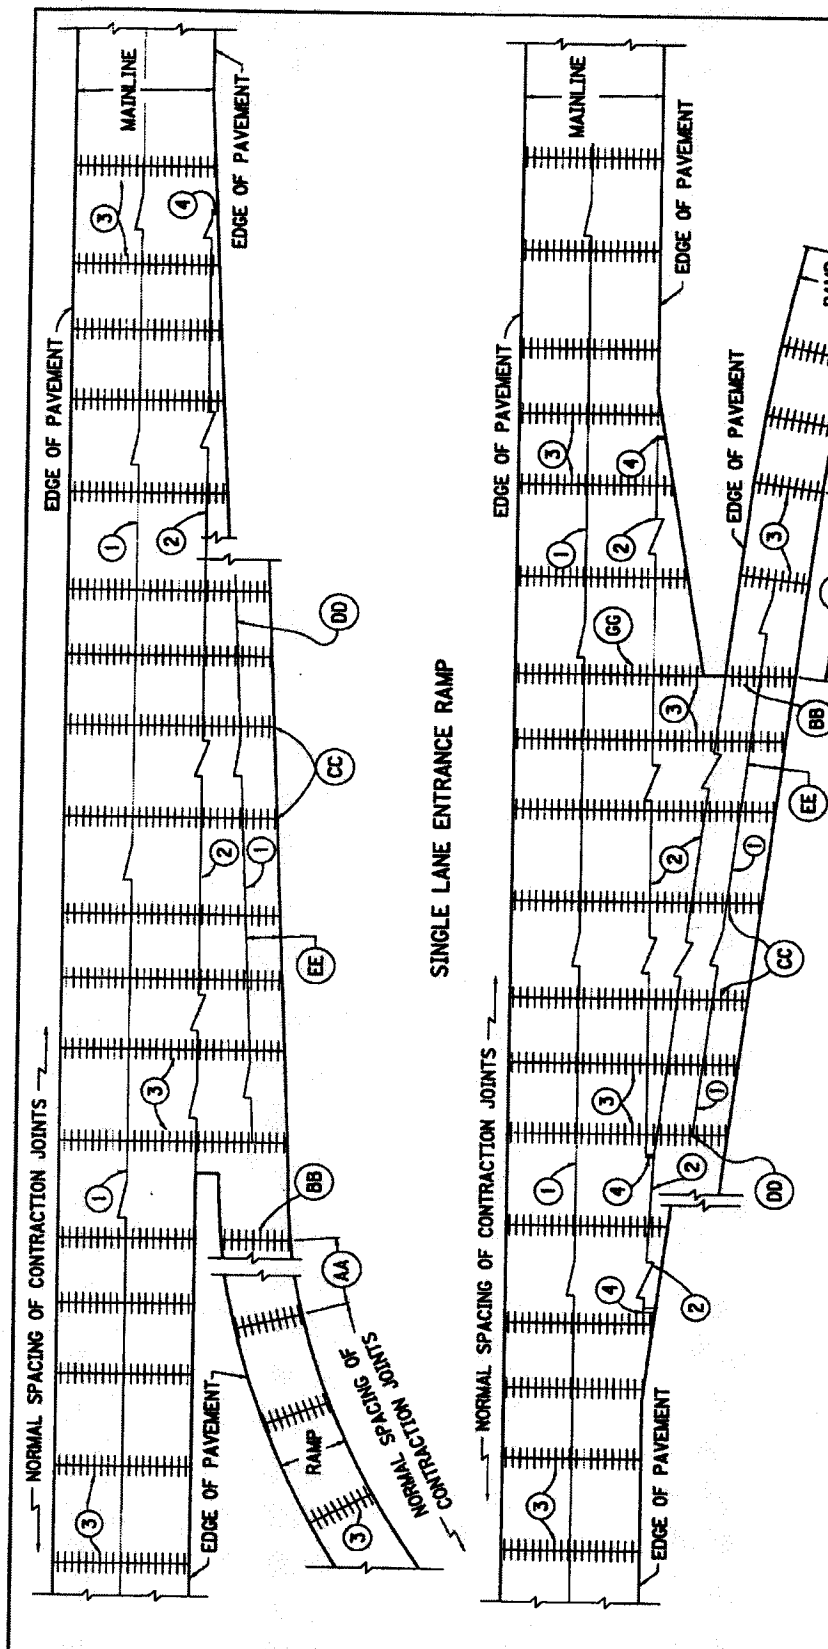 NORMAL SPACING OF CONTRACTION JOINTS
EDGE OF PAVEMENT
MAINLINE
3
1
3
1
3
4
2
2
1
EDGE OF PAVEMENT
EDGE OF PAVEMENT
BB
EE
CC
DD
AA
RAMP
3
NORMAL SPACING OF
CONTRACTION JOINTS
SINGLE LANE ENTRANCE RAMP
NORMAL SPACING OF CONTRACTION JOINTS
EDGE OF PAVEMENT
MAINLINE
3
1
1
3
3
4
2
3
GG
2
4
EDGE OF PAVEMENT
EDGE OF PAVEMENT
4
2
2
1
1
DD
CC
EE
BB
3
3
EDGE OF PAVEMENT